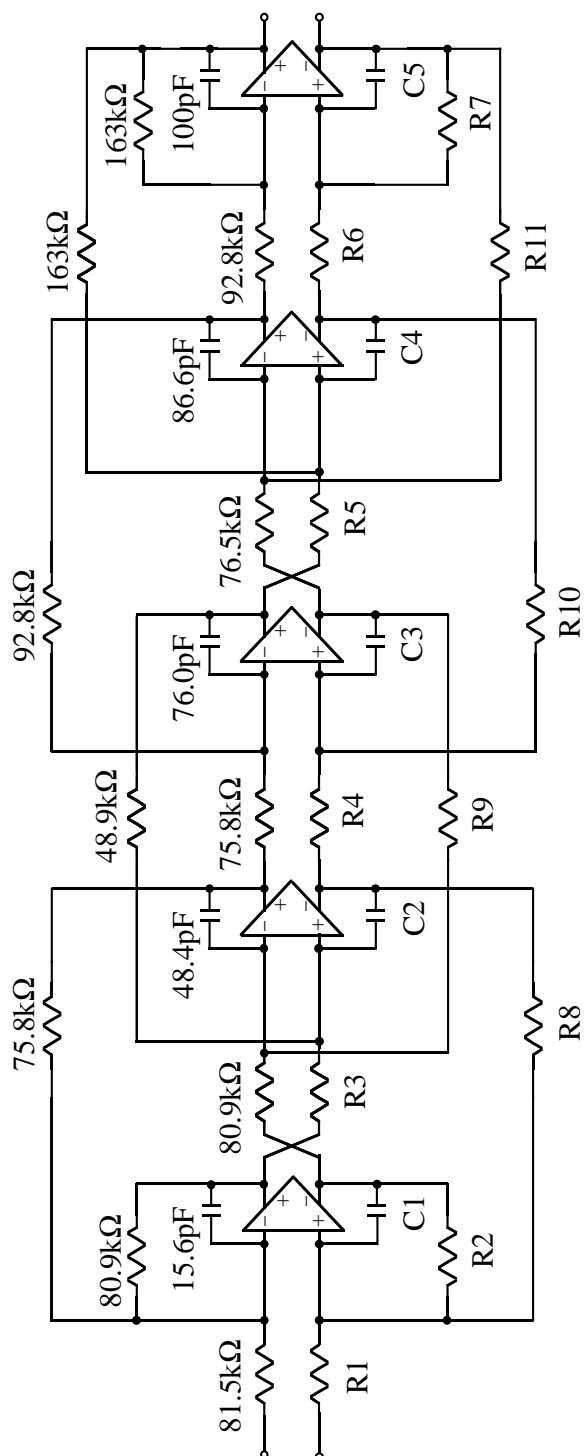 75.8kΩ
92.8kΩ
80.9kΩ
48.9kΩ
163kΩ
163kΩ
15.6pF
48.4pF
76.0pF
86.6pF
100pF
81.5kΩ
80.9kΩ
75.8kΩ
76.5kΩ
92.8kΩ
− +
− +
− +
− +
− +
+ −
+ −
+ −
+ −
+ −
R1
R3
R4
R5
R6
C1
C2
C3
C4
C5
R2
R9
R11
R7
R8
R10